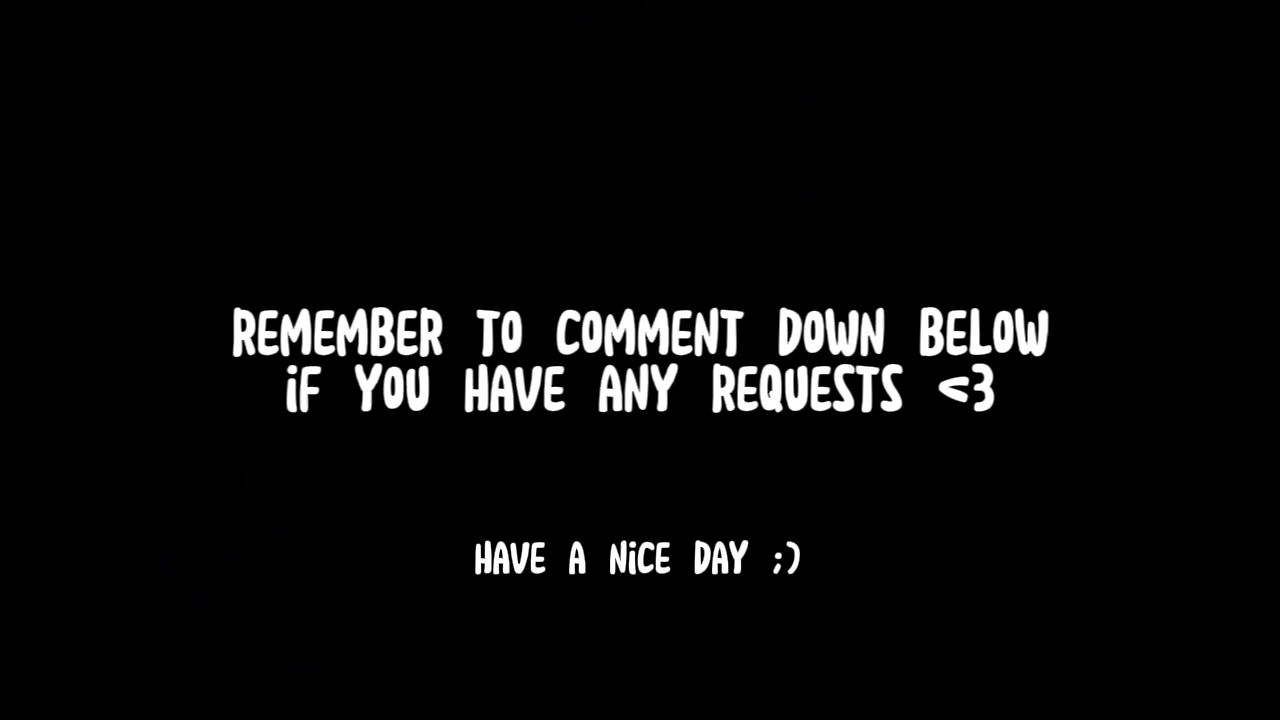 REMEMBER TO COMMENT DOWN BELOW
iF YOU HAVE ANY REQUESTS <3
HAVE A NiCE DAY ;)